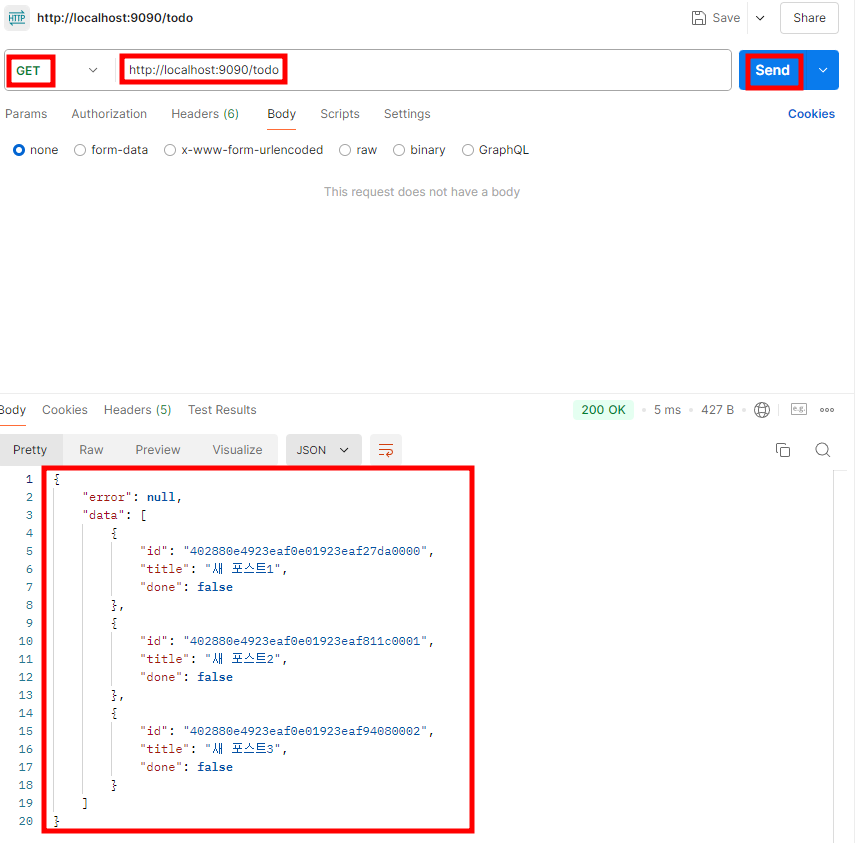 HTTP http://localhost:9090/todo Save Share
GET http://localhost:9090/todo Send
Params Authorization Headers (6) Body Scripts Settings Cookies
none form-data x-www-form-urlencoded raw binary GraphQL
This request does not have a body
Body Cookies Headers (5) Test Results 200 OK 5 ms 427 B e.g.
Pretty Raw Preview Visualize JSON
1 {
2 "error": null,
3 "data": [
4 {
5 "id": "402880e4923eaf0e01923eaf27da0000",
6 "title": "새 포스트1",
7 "done": false
8 },
9 {
10 "id": "402880e4923eaf0e01923eaf811c0001",
11 "title": "새 포스트2",
12 "done": false
13 },
14 {
15 "id": "402880e4923eaf0e01923eaf94080002",
16 "title": "새 포스트3",
17 "done": false
18 }
19 ]
20 }